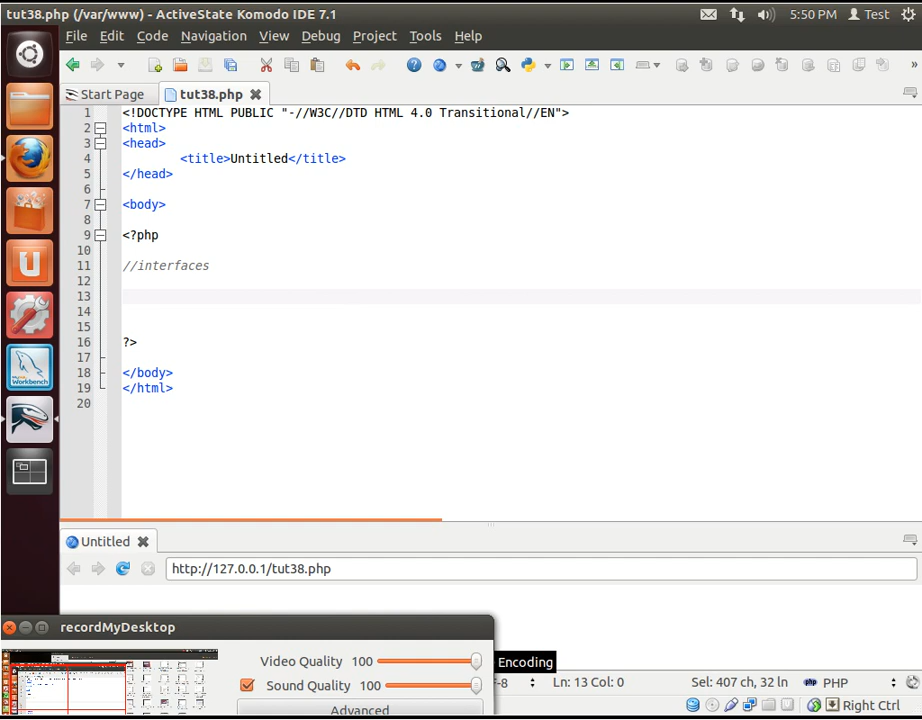 tut38.php (/var/www) - ActiveState Komodo IDE 7.1
5:50 PM Test
File Edit Code Navigation View Debug Project Tools Help
Start Page tut38.php
1 <!DOCTYPE HTML PUBLIC "-//W3C//DTD HTML 4.0 Transitional//EN">
2 <html>
3 <head>
4 <title>Untitled</title>
5 </head>
6
7 <body>
8
9 <?php
10
11 //interfaces
12
13
14
15
16 ?>
17
18 </body>
19 </html>
20
MySQL Workbench
Untitled
http://127.0.0.1/tut38.php
recordMyDesktop
Video Quality 100
Encoding
Sound Quality 100
-8 Ln: 13 Col: 0 Sel: 407 ch, 32 ln PHP
Advanced
Right Ctrl